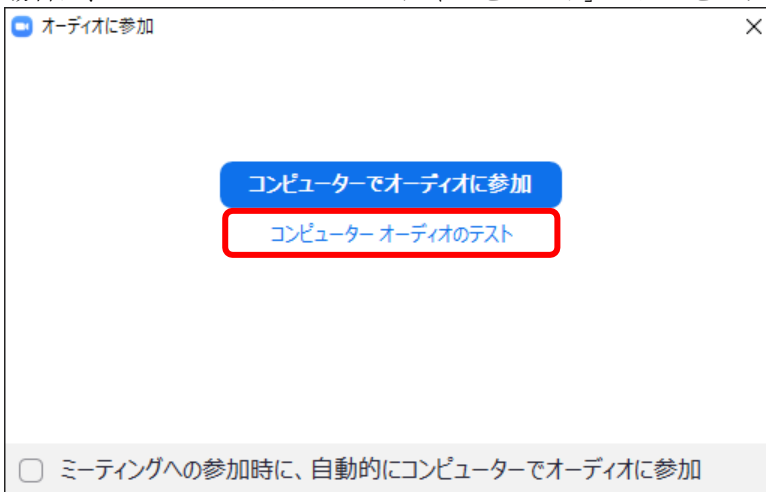 オーディオに参加
コンピューターでオーディオに参加
コンピューター オーディオのテスト
ミーティングへの参加時に、自動的にコンピューターでオーディオに参加